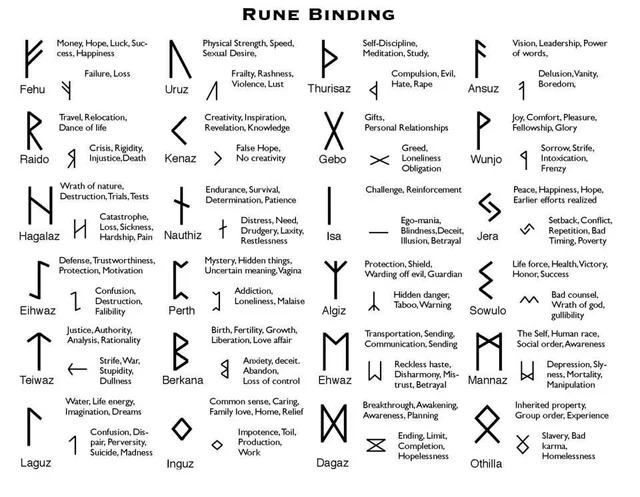 RUNE BINDING
Money, Hope, Luck, Suc-
cess, Happiness
Failure, Loss
Fehu
Physical Strength, Speed,
Sexual Desire,
Frailty, Rashness,
Violence, Lust
Uruz
Self-Discipline,
Meditation, Study,
Compulsion, Evil,
Hate, Rape
Thurisaz
Vision, Leadership, Power
of words,
Delusion, Vanity,
Boredom,
Ansuz
Travel, Relocation,
Dance of life
Crisis, Rigidity,
Injustice, Death
Raido
Creativity, Inspiration,
Revelation, Knowledge
False Hope,
No creativity
Kenaz
Gifts,
Personal Relationships
Greed,
Loneliness
Obligation
Gebo
Joy, Comfort, Pleasure,
Fellowship, Glory
Sorrow, Strife,
Intoxication,
Frenzy
Wunjo
Wrath of nature,
Destruction, Trials, Tests
Catastrophe,
Loss, Sickness,
Hardship, Pain
Hagalaz
Endurance, Survival,
Determination, Patience
Distress, Need,
Drudgery, Laxity,
Restlessness
Nauthiz
Challenge, Reinforcement
Ego-mania,
Blindness, Deceit,
Illusion, Betrayal
Isa
Peace, Happiness, Hope,
Earlier efforts realized
Setback, Conflict,
Repetition, Bad
Timing, Poverty
Jera
Defense, Trustworthiness,
Protection, Motivation
Confusion,
Destruction,
Falibility
Eihwaz
Mystery, Hidden things,
Uncertain meaning, Vagina
Addiction,
Loneliness, Malaise
Perth
Protection, Shield,
Warding off evil, Guardian
Hidden danger,
Taboo, Warning
Algiz
Life force, Health, Victory,
Honor, Success
Bad counsel,
Wrath of god,
gullibility
Sowulo
Justice, Authority,
Analysis, Rationality
Strife, War,
Stupidity,
Dullness
Teiwaz
Birth, Fertility, Growth,
Liberation, Love affair
Anxiety, deceit.
Abandon,
Loss of control
Berkana
Transportation, Sending,
Communication, Sending
Reckless haste,
Disharmony, Mis-
trust, Betrayal
Ehwaz
The Self, Human race,
Social order, Awareness
Depression, Sly-
ness, Mortality,
Manipulation
Mannaz
Water, Life energy,
Imagination, Dreams
Confusion, Dis-
pair, Perversity,
Suicide, Madness
Laguz
Common sense, Caring,
Family love, Home, Relief
Impotence, Toil,
Production,
Work
Inguz
Breakthrough, Awakening,
Awareness, Planning
Ending, Limit,
Completion,
Hopelessness
Dagaz
Inherited property,
Group order, Experience
Slavery, Bad
karma,
Homelessness
Othilla